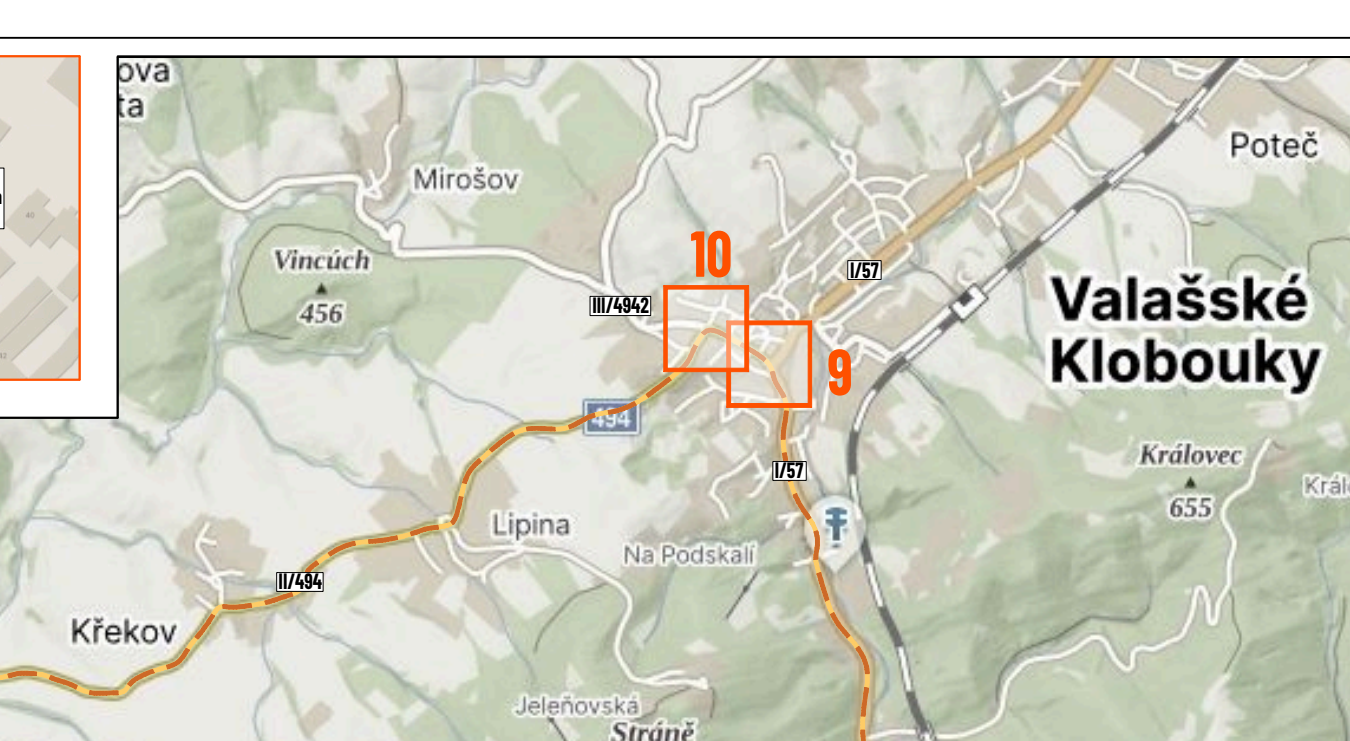 ova
ta
Poteč
Mirošov
10
Vincúch
456
I/57
III/4942
Valašské
Klobouky
9
40
494
Královec
655
I/57
Lipina
Na Podskalí
II/494
Křekov
Jeleňovská
Stráně